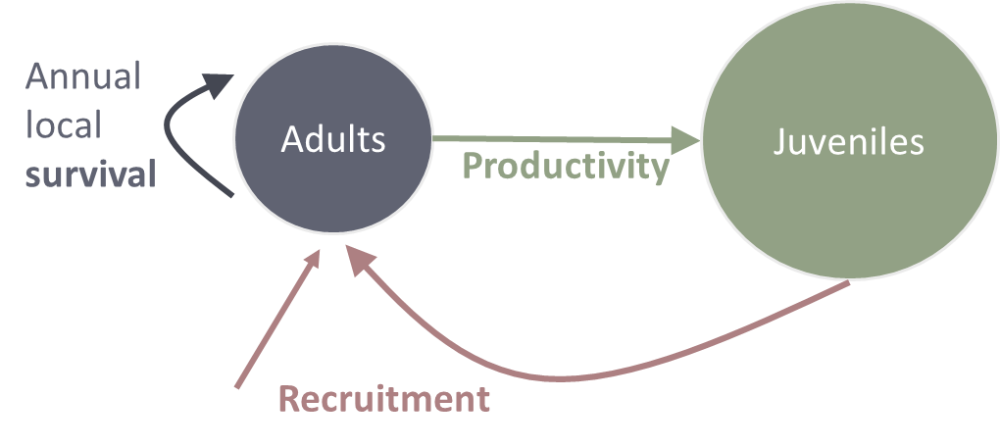 Annual
local
survival
Adults
Productivity
Juveniles
Recruitment